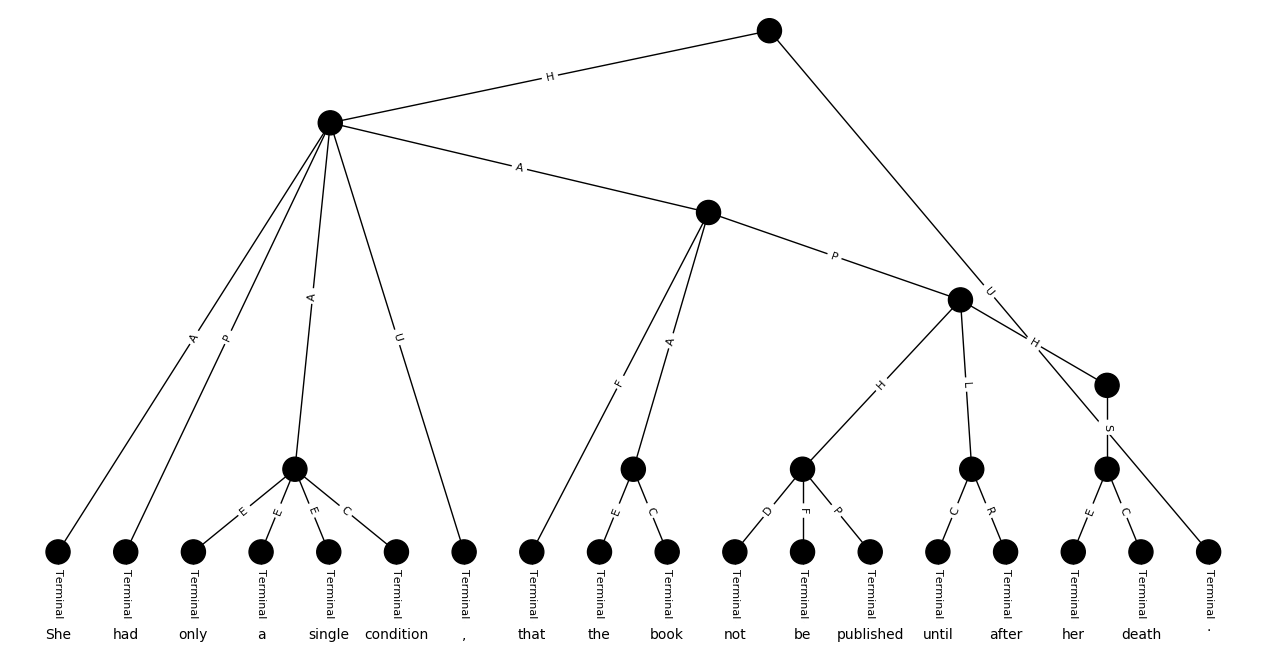 H
A
A
P
A
U
P
U
F
A
H
L
H
S
E
E
E
C
E
C
D
F
P
C
R
E
C
Terminal Terminal Terminal Terminal Terminal Terminal Terminal Terminal Terminal Terminal Terminal Terminal Terminal Terminal Terminal Terminal Terminal Terminal
She had only a single condition , that the book not be published until after her death .